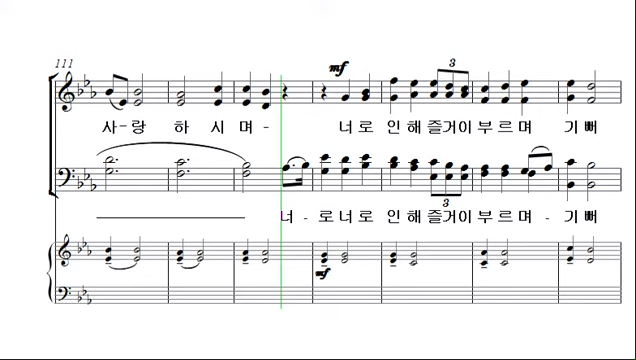 111
mf
3
사-랑 하 시 며- 너 로 인 해 즐거이 부 르 며 기 뻐
너 - 로 너 로 인 해 즐거이 부 르 며 - 기 뻐
3
mf